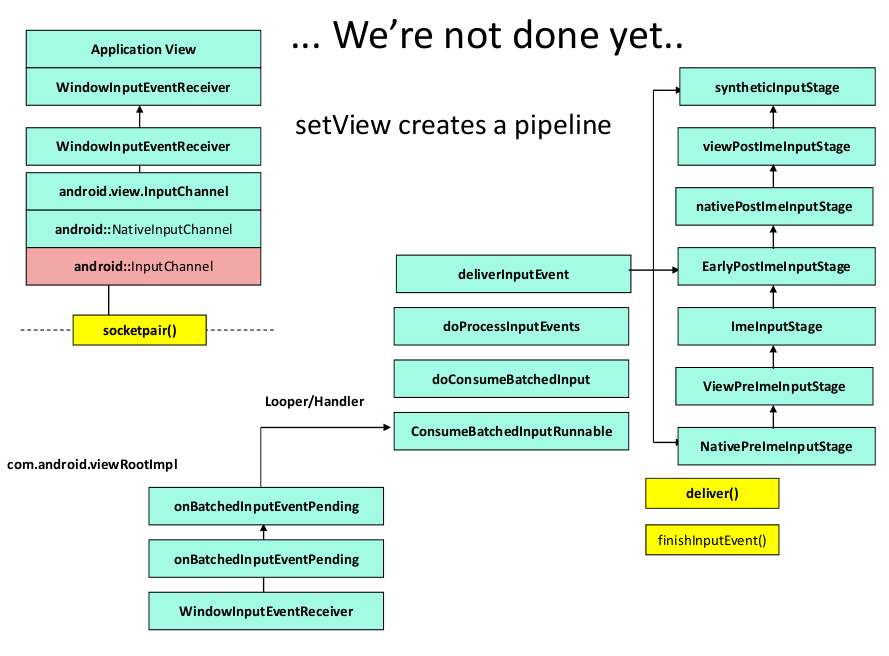 ... We're not done yet..
setView creates a pipeline
Application View
WindowInputEventReceiver
WindowInputEventReceiver
android.view.InputChannel
android::NativeInputChannel
android::InputChannel
socketpair()
Looper/Handler
com.android.viewRootImpl
onBatchedInputEventPending
onBatchedInputEventPending
WindowInputEventReceiver
deliverInputEvent
doProcessInputEvents
doConsumeBatchedInput
ConsumeBatchedInputRunnable
syntheticInputStage
viewPostImeInputStage
nativePostImeInputStage
EarlyPostImeInputStage
ImeInputStage
ViewPreImeInputStage
NativePreImeInputStage
deliver()
finishInputEvent()